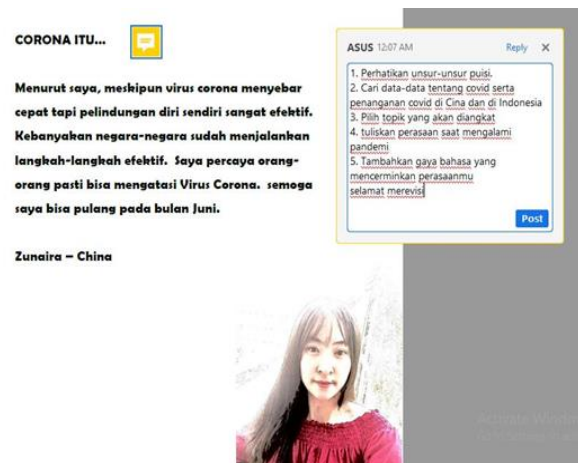 CORONA ITU...
Menurut saya, meskipun virus corona menyebar
cepat tapi pelindungan diri sendiri sangat efektif.
Kebanyakan negara-negara sudah menjalankan
langkah-langkah efektif. Saya percaya orang-
orang pasti bisa mengatasi Virus Corona. semoga
saya bisa pulang pada bulan Juni.
Zunaira – China
ASUS 12:07 AM
Reply X
1. Perhatikan unsur-unsur puisi.
2. Cari data-data tentang covid serta
penanganan covid di Cina dan di Indonesia
3. Pilih topik yang akan diangkat
4. tuliskan perasaan saat mengalami
pandemi
5. Tambahkan gaya bahasa yang
mencerminkan perasaanmu
selamat merevisi
Post
Activate Windo